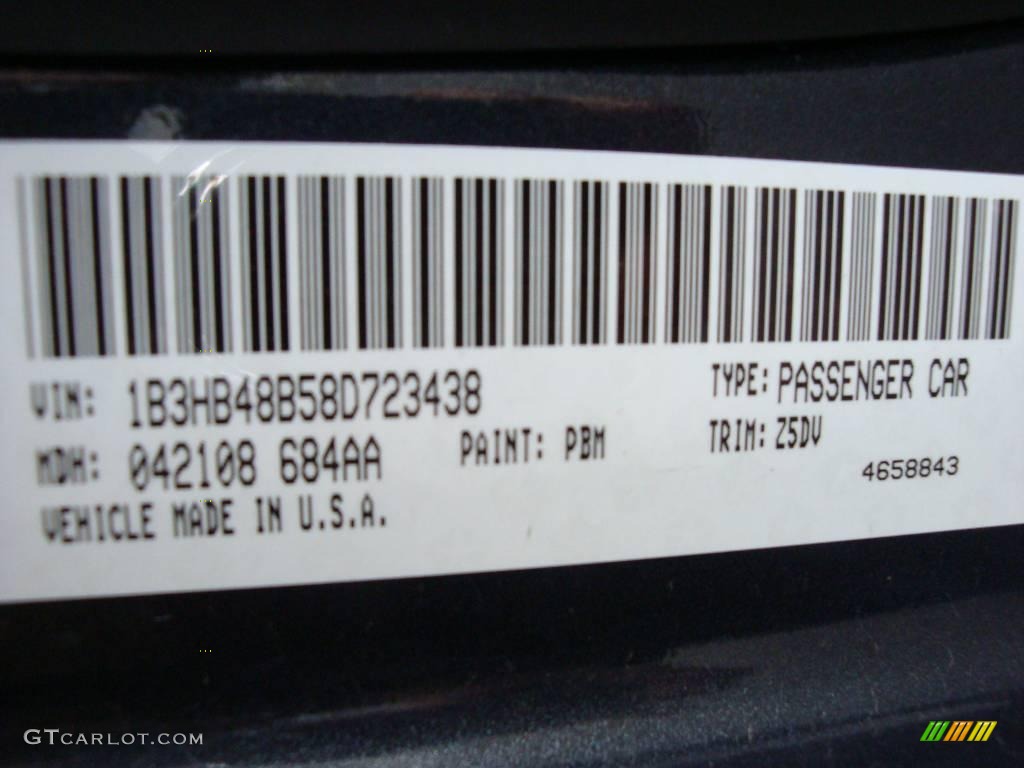 VIN: 1B3HB48B58D723438 TYPE: PASSENGER CAR
MDH: 042108 684AA PAINT: PBM TRIM: Z5DV
4658843
VEHICLE MADE IN U.S.A.
GTCARLOT.COM